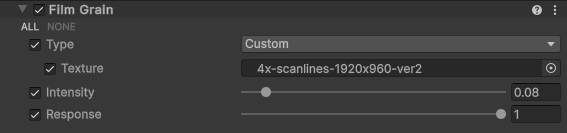 Film Grain
ALL NONE
Type Custom
Texture 4x-scanlines-1920x960-ver2
Intensity 0.08
Response 1